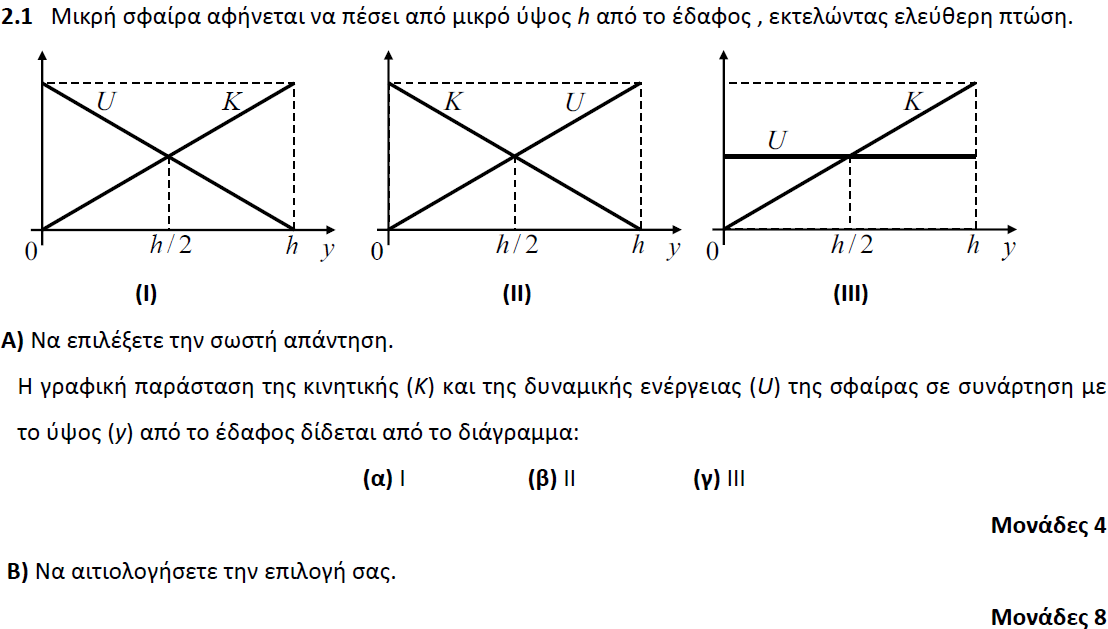 2.1 Μικρή σφαίρα αφήνεται να πέσει από μικρό ύψος h από το έδαφος , εκτελώντας ελεύθερη πτώση.
U K K U U K
0 h/2 h y 0 h/2 h y 0 h/2 h y
(I) (II) (III)
Α) Να επιλέξετε την σωστή απάντηση.
Η γραφική παράσταση της κινητικής (K) και της δυναμικής ενέργειας (U) της σφαίρας σε συνάρτηση με
το ύψος (y) από το έδαφος δίδεται από το διάγραμμα:
(α) I (β) II (γ) III
Μονάδες 4
Β) Να αιτιολογήσετε την επιλογή σας.
Μονάδες 8